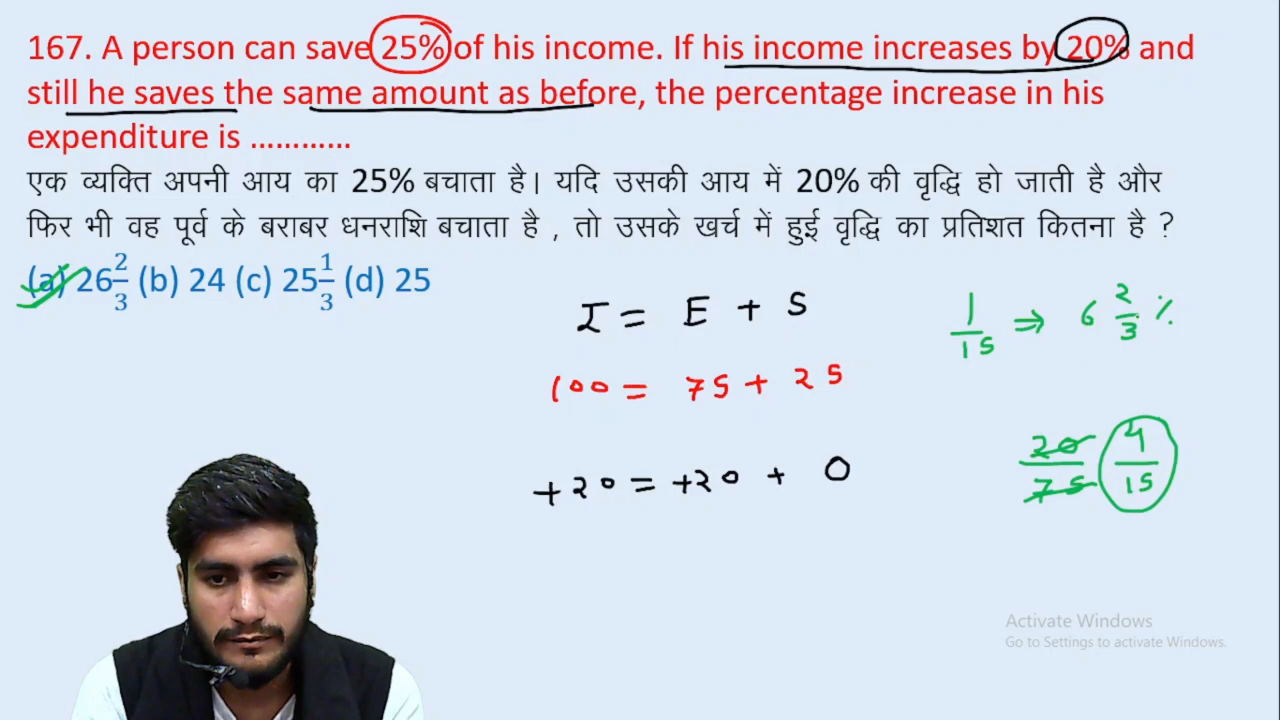 167. A person can save 25% of his income. If his income increases by 20% and
still he saves the same amount as before, the percentage increase in his
expenditure is …………
एक व्यक्ति अपनी आय का 25% बचाता है। यदि उसकी आय में 20% की वृद्धि हो जाती है और
फिर भी वह पूर्व के बराबर धनराशि बचाता है , तो उसके खर्च में हुई वृद्धि का प्रतिशत कितना है ?
(a) 26 2/3 (b) 24 (c) 25 1/3 (d) 25
I = E + S
1/15 ⇒ 6 2/3 %
100 = 75 + 25
+20 = +20 + 0
20/75 4/15
Activate Windows
Go to Settings to activate Windows.